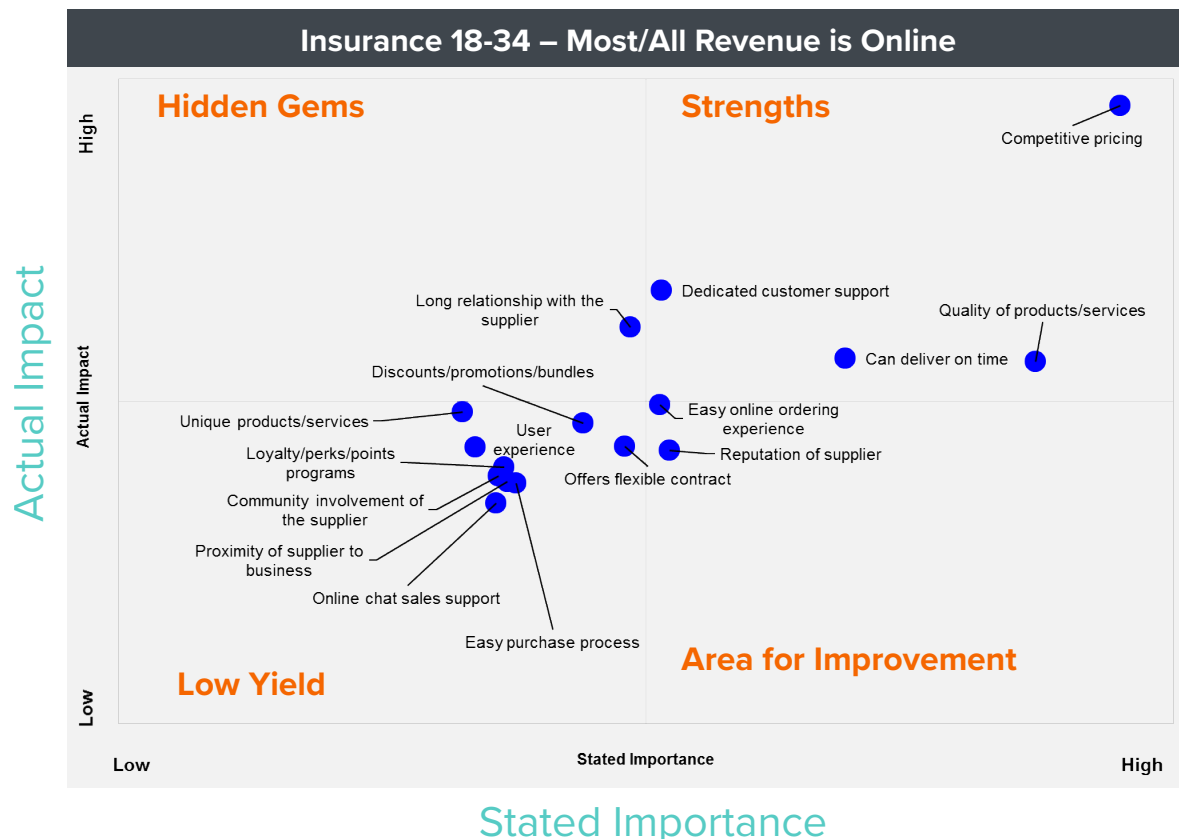 Insurance 18-34 – Most/All Revenue is Online
Hidden Gems
Strengths
High
Competitive pricing
Long relationship with the
supplier
Dedicated customer support
Quality of products/services
Can deliver on time
Discounts/promotions/bundles
Actual Impact
Actual Impact
Unique products/services
User
experience
Easy online ordering
experience
Loyalty/perks/points
programs
Reputation of supplier
Offers flexible contract
Community involvement of
the supplier
Proximity of supplier to
business
Online chat sales support
Easy purchase process
Area for Improvement
Low Yield
Low
Low
Stated Importance
High
Stated Importance